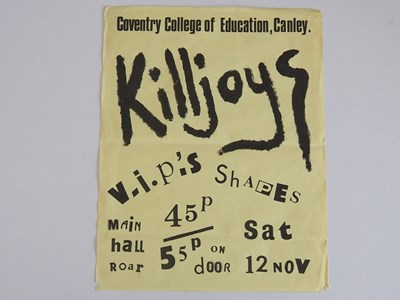 Coventry College of Education, Canley.
Killjoys
v.i.p.'s SHAPES
MAIN hall ROAR
45p
55p ON dOOR
Sat 12 NOV